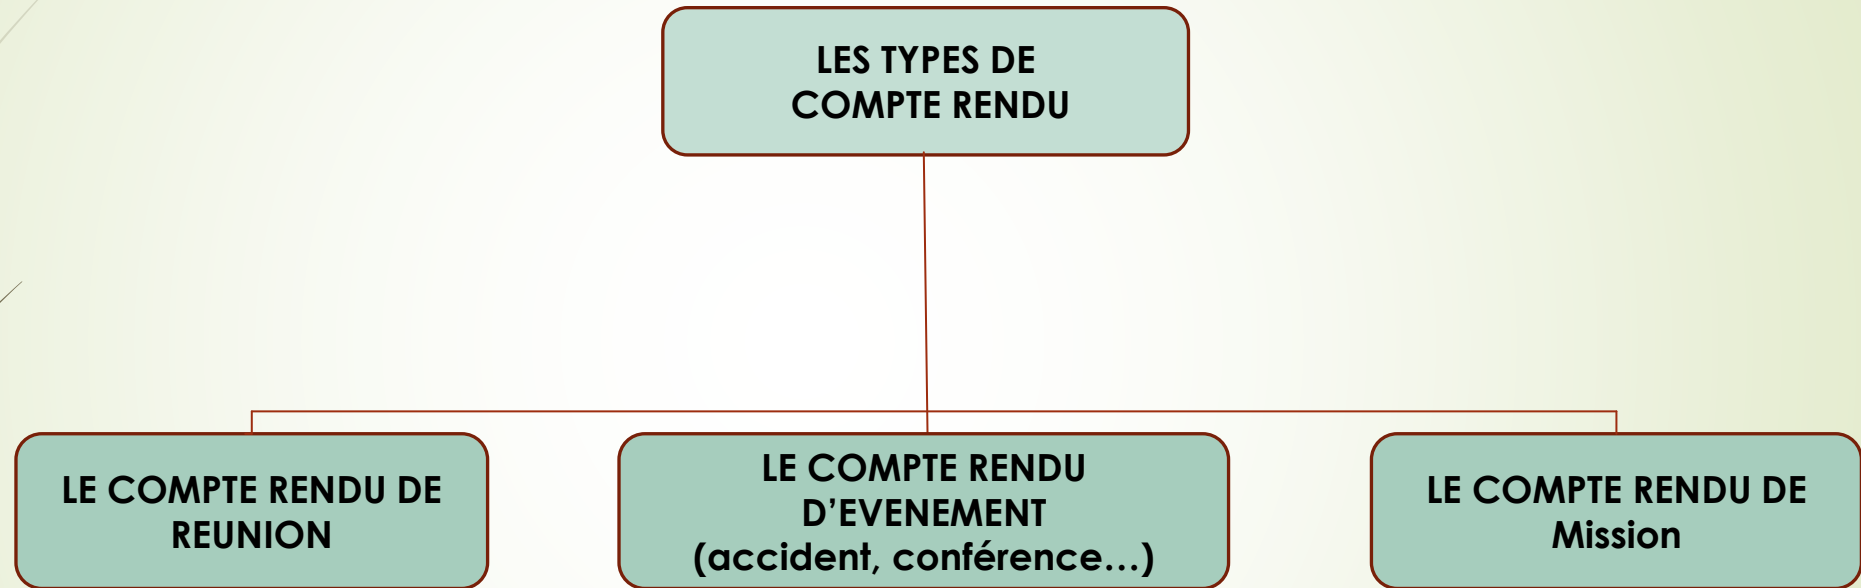 LES TYPES DE
COMPTE RENDU
LE COMPTE RENDU DE
REUNION
LE COMPTE RENDU
D’EVENEMENT
(accident, conférence…)
LE COMPTE RENDU DE
Mission